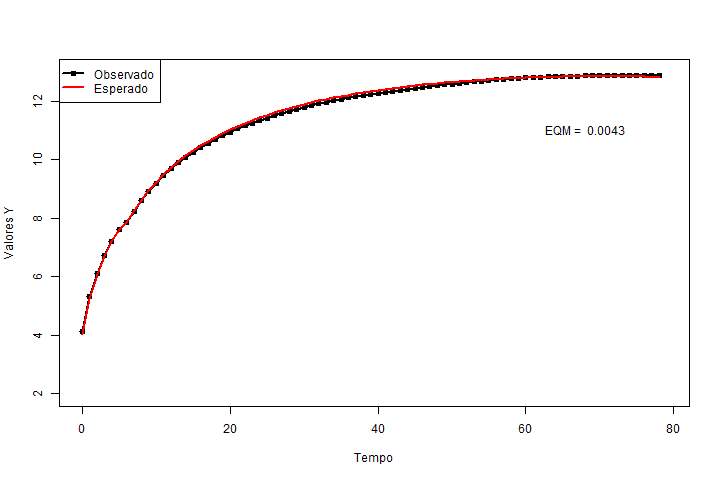 Observado
Esperado
EQM = 0.0043
Valores Y
2
4
6
8
10
12
0
20
40
60
80
Tempo